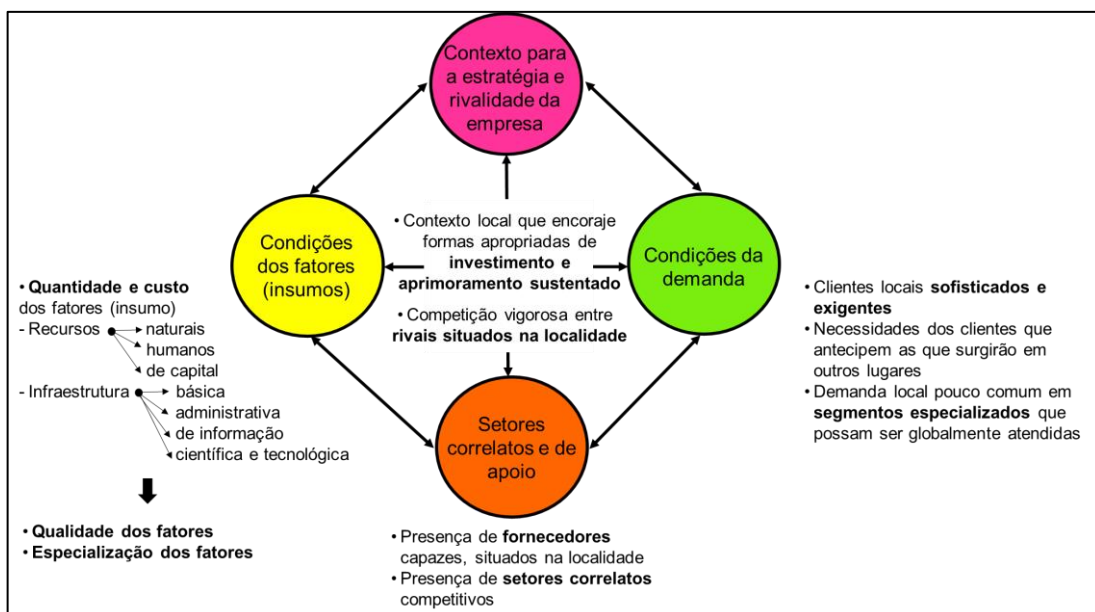 Contexto para
a estratégia e
rivalidade da
empresa
Condições
dos fatores
(insumos)
• Contexto local que encoraje
formas apropriadas de
investimento e
aprimoramento sustentado
• Competição vigorosa entre
rivais situados na localidade
Condições da
demanda
• Quantidade e custo
dos fatores (insumo)
- Recursos
naturais
humanos
de capital
- Infraestrutura
básica
administrativa
de informação
científica e tecnológica
• Qualidade dos fatores
• Especialização dos fatores
• Clientes locais sofisticados e
exigentes
• Necessidades dos clientes que
antecipem as que surgirão em
outros lugares
• Demanda local pouco comum em
segmentos especializados que
possam ser globalmente atendidas
Setores
correlatos e de
apoio
• Presença de fornecedores
capazes, situados na localidade
• Presença de setores correlatos
competitivos